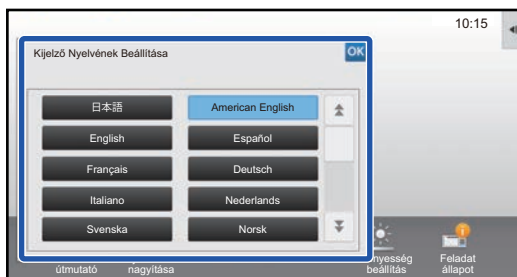 10:15
Kijelző Nyelvének Beállítása
OK
日本語
American English
English
Español
Français
Deutsch
Italiano
Nederlands
Svenska
Norsk
Feladat
útmutató
nagyítása
beállítás
állapot